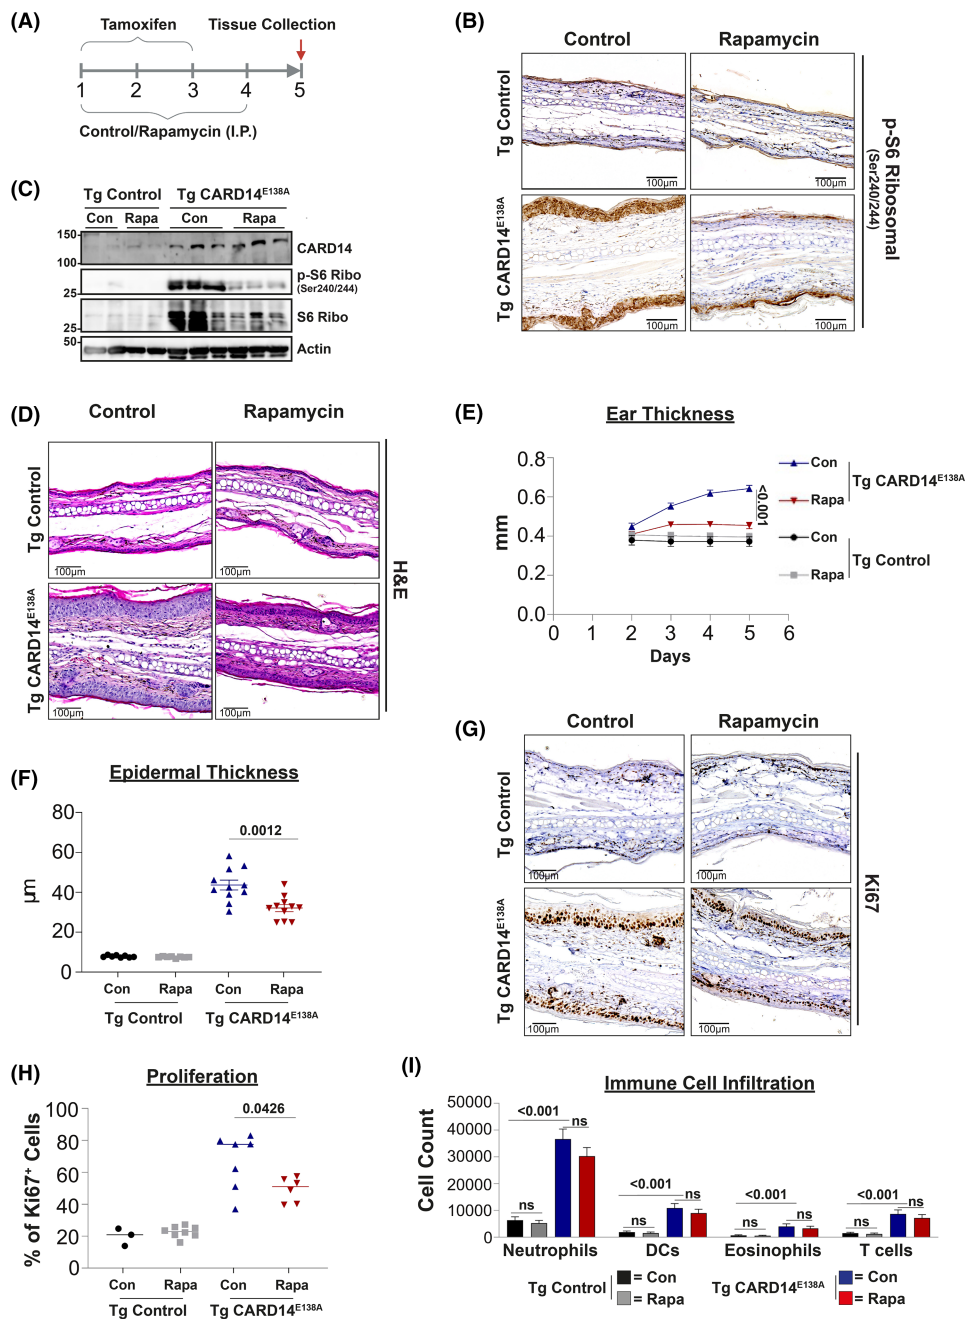 (A)
Tamoxifen
Tissue Collection
1 2 3 4 5
Control/Rapamycin (I.P.)
(B)
Control
Rapamycin
Tg Control
100µm
100µm
Tg CARD14E138A
100µm
100µm
p-S6 Ribosomal
(Ser240/244)
(C)
Tg Control
Tg CARD14E138A
Con
Rapa
Con
Rapa
150
100
CARD14
25
p-S6 Ribo
(Ser240/244)
25
S6 Ribo
50
Actin
(D)
Control
Rapamycin
Tg Control
100µm
100µm
Tg CARD14E138A
100µm
100µm
H&E
(E)
Ear Thickness
0.8
0.6
0.4
0.2
0.0
mm
0 1 2 3 4 5 6
Days
<0.001
Con
Rapa
Tg CARD14E138A
Con
Rapa
Tg Control
(F)
Epidermal Thickness
80
60
40
20
0
µm
0.0012
Con
Rapa
Con
Rapa
Tg Control
Tg CARD14E138A
(G)
Control
Rapamycin
Tg Control
100µm
100µm
Tg CARD14E138A
100µm
100µm
Ki67
(H)
Proliferation
100
80
60
40
20
0
% of Ki67+ Cells
0.0426
Con
Rapa
Con
Rapa
Tg Control
Tg CARD14E138A
(I)
Immune Cell Infiltration
50000
40000
30000
20000
10000
0
Cell Count
<0.001
ns
ns
<0.001
ns
ns
<0.001
ns
ns
<0.001
ns
ns
Neutrophils
DCs
Eosinophils
T cells
Tg Control
= Con
= Rapa
Tg CARD14E138A
= Con
= Rapa